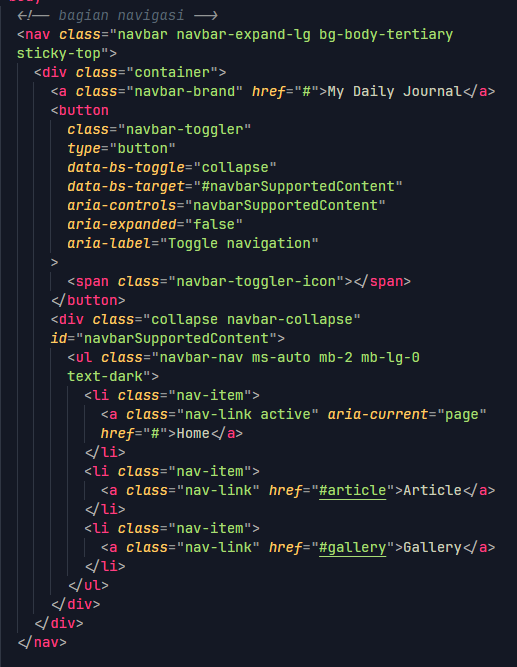 body
<!-- bagian navigasi -->
<nav class="navbar navbar-expand-lg bg-body-tertiary
sticky-top">
<div class="container">
<a class="navbar-brand" href="#">My Daily Journal</a>
<button
class="navbar-toggler"
type="button"
data-bs-toggle="collapse"
data-bs-target="#navbarSupportedContent"
aria-controls="navbarSupportedContent"
aria-expanded="false"
aria-label="Toggle navigation"
>
<span class="navbar-toggler-icon"></span>
</button>
<div class="collapse navbar-collapse"
id="navbarSupportedContent">
<ul class="navbar-nav ms-auto mb-2 mb-lg-0
text-dark">
<li class="nav-item">
<a class="nav-link active" aria-current="page"
href="#">Home</a>
</li>
<li class="nav-item">
<a class="nav-link" href="#article">Article</a>
</li>
<li class="nav-item">
<a class="nav-link" href="#gallery">Gallery</a>
</li>
</ul>
</div>
</div>
</nav>